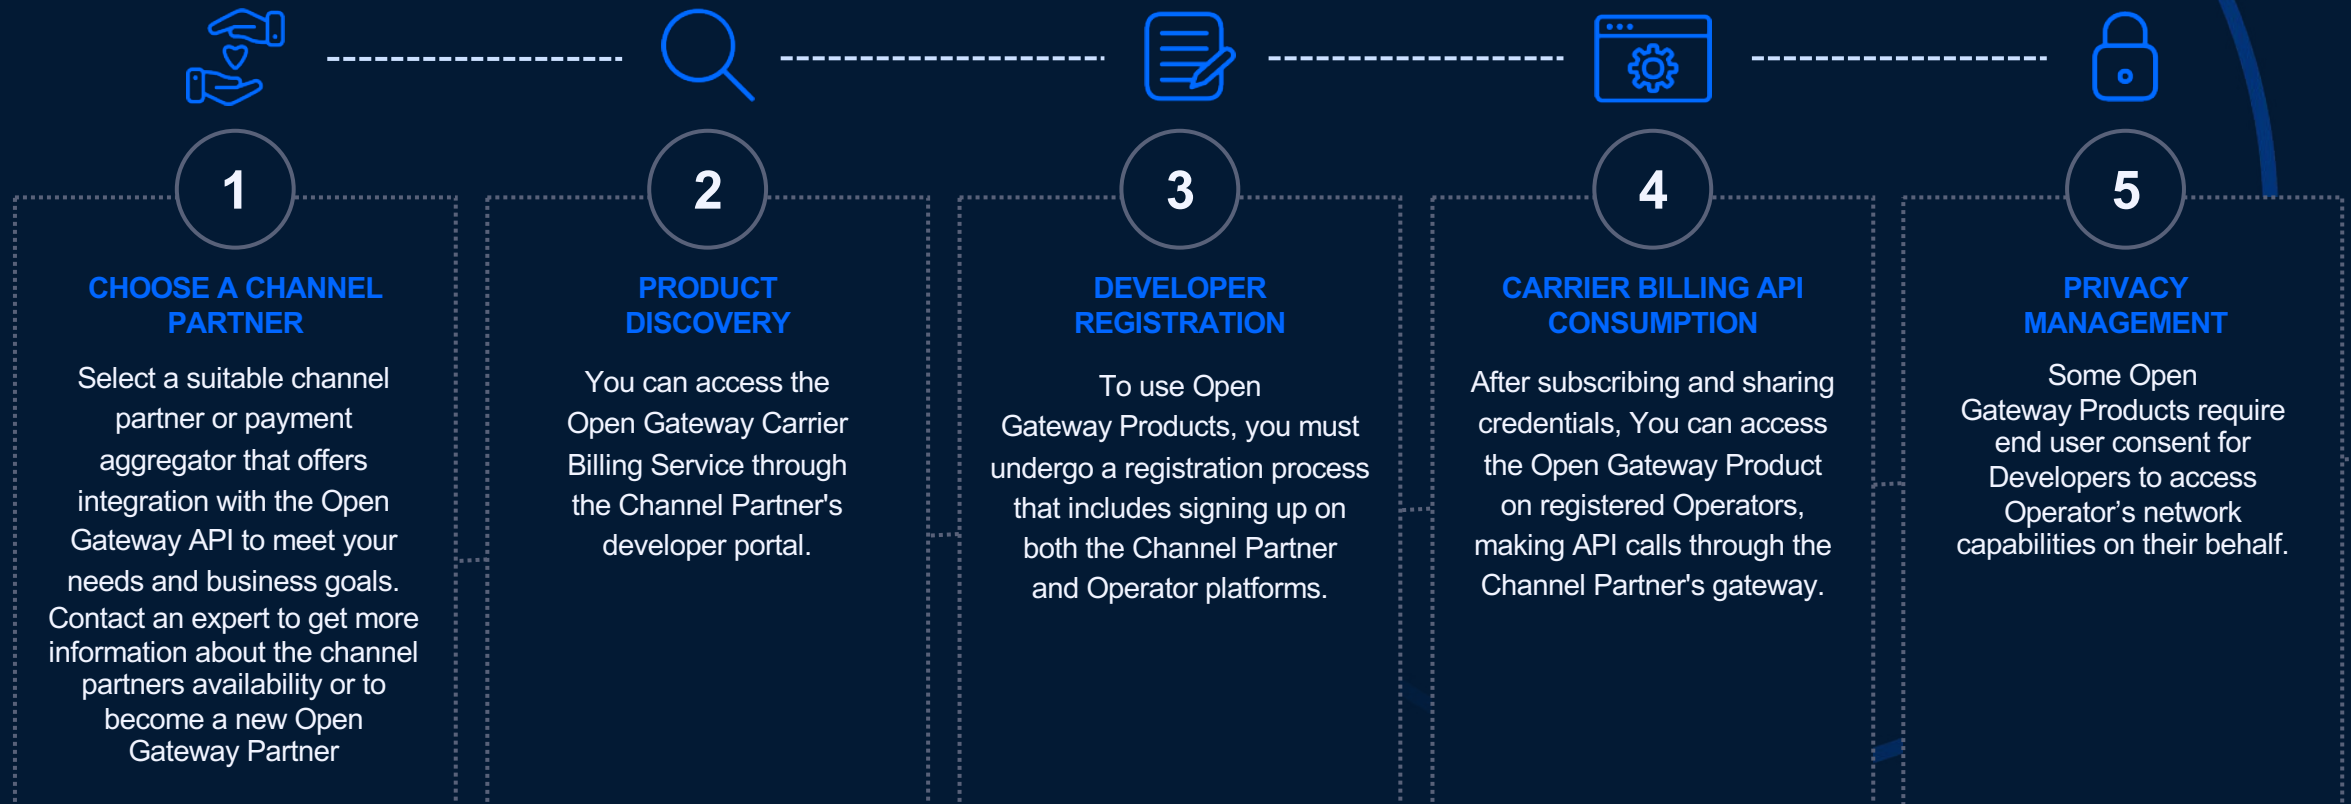 1
CHOOSE A CHANNEL
PARTNER
Select a suitable channel
partner or payment
aggregator that offers
integration with the Open
Gateway API to meet your
needs and business goals.
Contact an expert to get more
information about the channel
partners availability or to
become a new Open
Gateway Partner
2
PRODUCT
DISCOVERY
You can access the
Open Gateway Carrier
Billing Service through
the Channel Partner's
developer portal.
3
DEVELOPER
REGISTRATION
To use Open
Gateway Products, you must
undergo a registration process
that includes signing up on
both the Channel Partner
and Operator platforms.
4
CARRIER BILLING API
CONSUMPTION
After subscribing and sharing
credentials, You can access
the Open Gateway Product
on registered Operators,
making API calls through the
Channel Partner's gateway.
5
PRIVACY
MANAGEMENT
Some Open
Gateway Products require
end user consent for
Developers to access
Operator’s network
capabilities on their behalf.